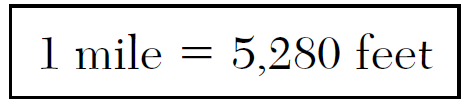 1 mile = 5,280 feet